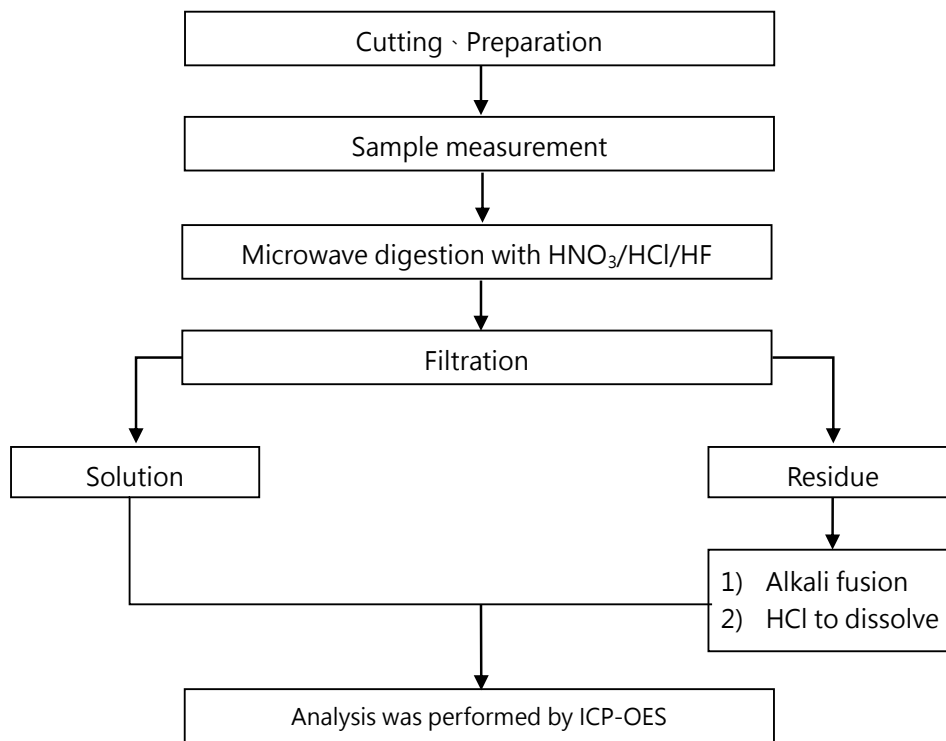 Cutting、Preparation
Sample measurement
Microwave digestion with HNO₃/HCl/HF
Filtration
Solution
Residue
1) Alkali fusion
2) HCl to dissolve
Analysis was performed by ICP-OES